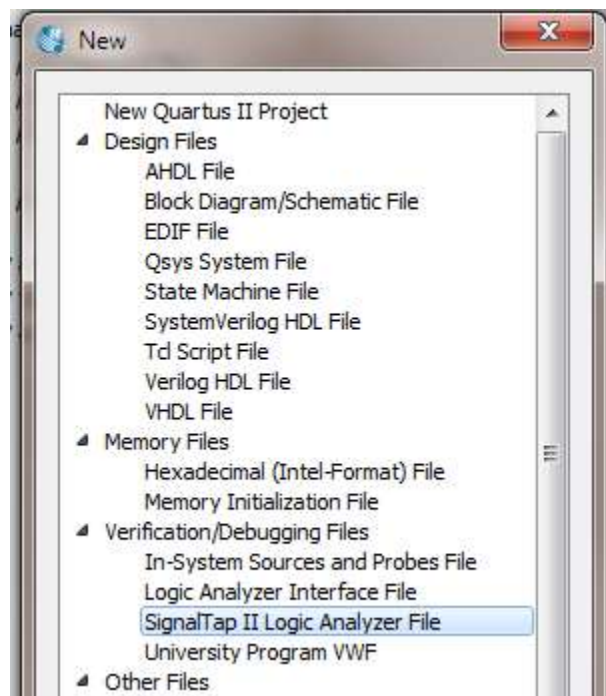 New
New Quartus II Project
Design Files
AHDL File
Block Diagram/Schematic File
EDIF File
Qsys System File
State Machine File
SystemVerilog HDL File
Tcl Script File
Verilog HDL File
VHDL File
Memory Files
Hexadecimal (Intel-Format) File
Memory Initialization File
Verification/Debugging Files
In-System Sources and Probes File
Logic Analyzer Interface File
SignalTap II Logic Analyzer File
University Program VWF
Other Files